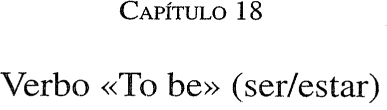 CAPÍTULO 18
Verbo «To be» (ser/estar)